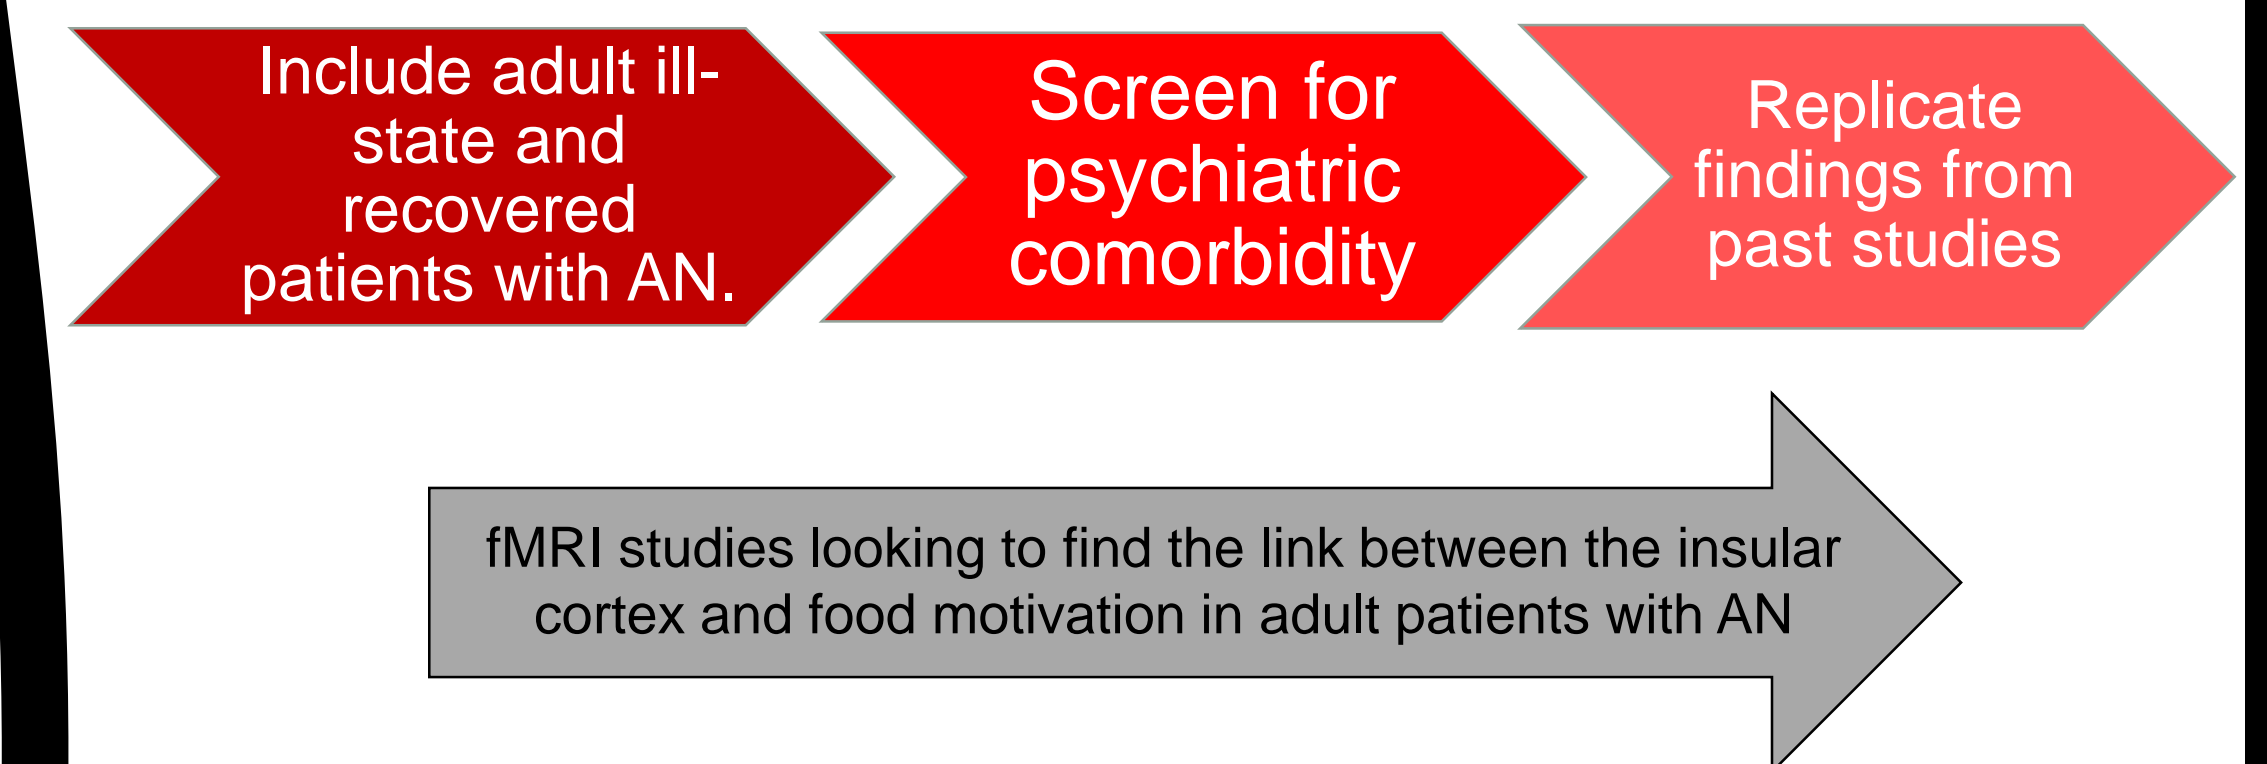 Include adult ill-
state and
recovered
patients with AN.
Screen for
psychiatric
comorbidity
Replicate
findings from
past studies
fMRI studies looking to find the link between the insular
cortex and food motivation in adult patients with AN